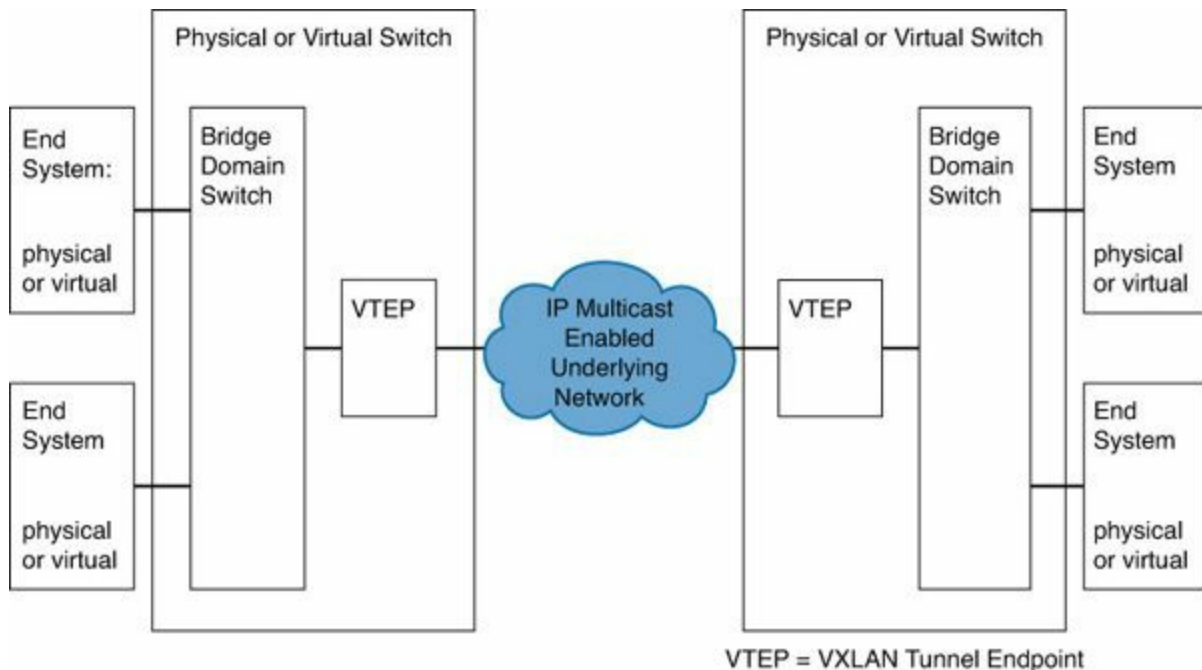 Physical or Virtual Switch
End
System:
physical
or virtual
Bridge
Domain
Switch
VTEP
End
System
physical
or virtual
IP Multicast
Enabled
Underlying
Network
Physical or Virtual Switch
VTEP
Bridge
Domain
Switch
End
System
physical
or virtual
End
System
physical
or virtual
VTEP = VXLAN Tunnel Endpoint